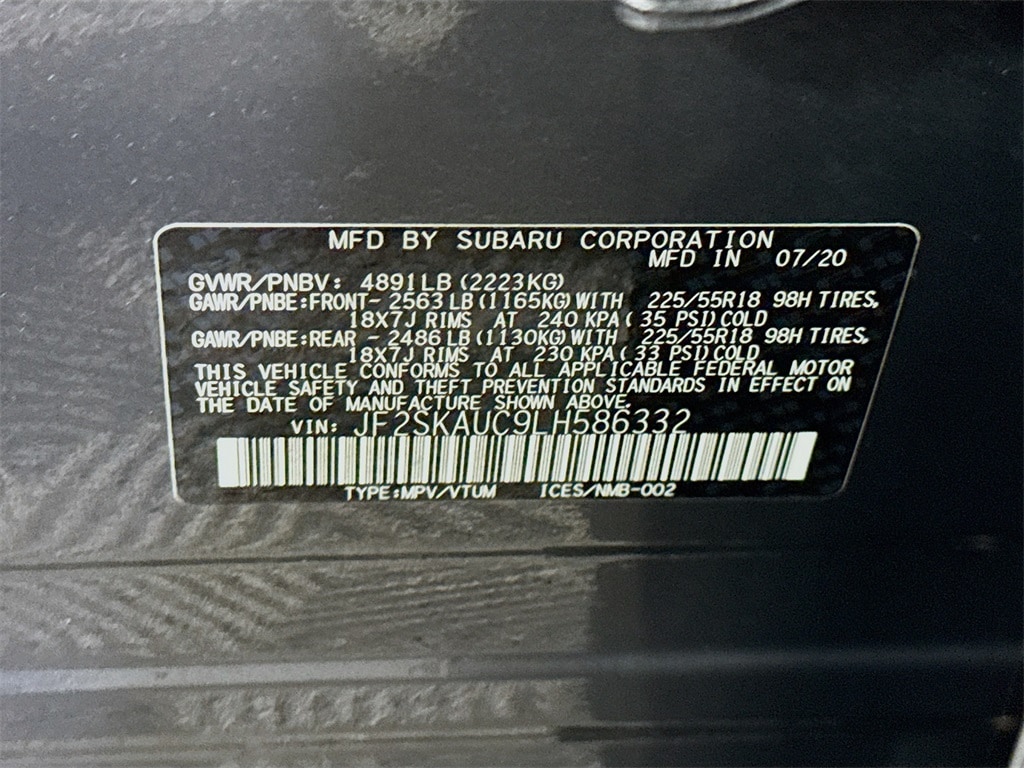 MFD BY SUBARU CORPORATION
MFD IN 07/20
GVWR/PNBV: 4891LB (2223KG)
GAWR/PNBE:FRONT- 2563 LB(1165KG)WITH 225/55R18 98H TIRES,
18X7J RIMS AT 240 KPA( 35 PSI)COLD
GAWR/PNBE:REAR - 2486 LB(1130KG)WITH 225/55R18 98H TIRES,
18X7J RIMS AT 230 KPA( 33 PSI)COLD
THIS VEHICLE CONFORMS TO ALL APPLICABLE FEDERAL MOTOR
VEHICLE SAFETY AND THEFT PREVENTION STANDARDS IN EFFECT ON
THE DATE OF MANUFACTURE SHOWN ABOVE.
VIN: JF2SKAUC9LH586332
TYPE:MPV/VTUM ICES/NMB-002